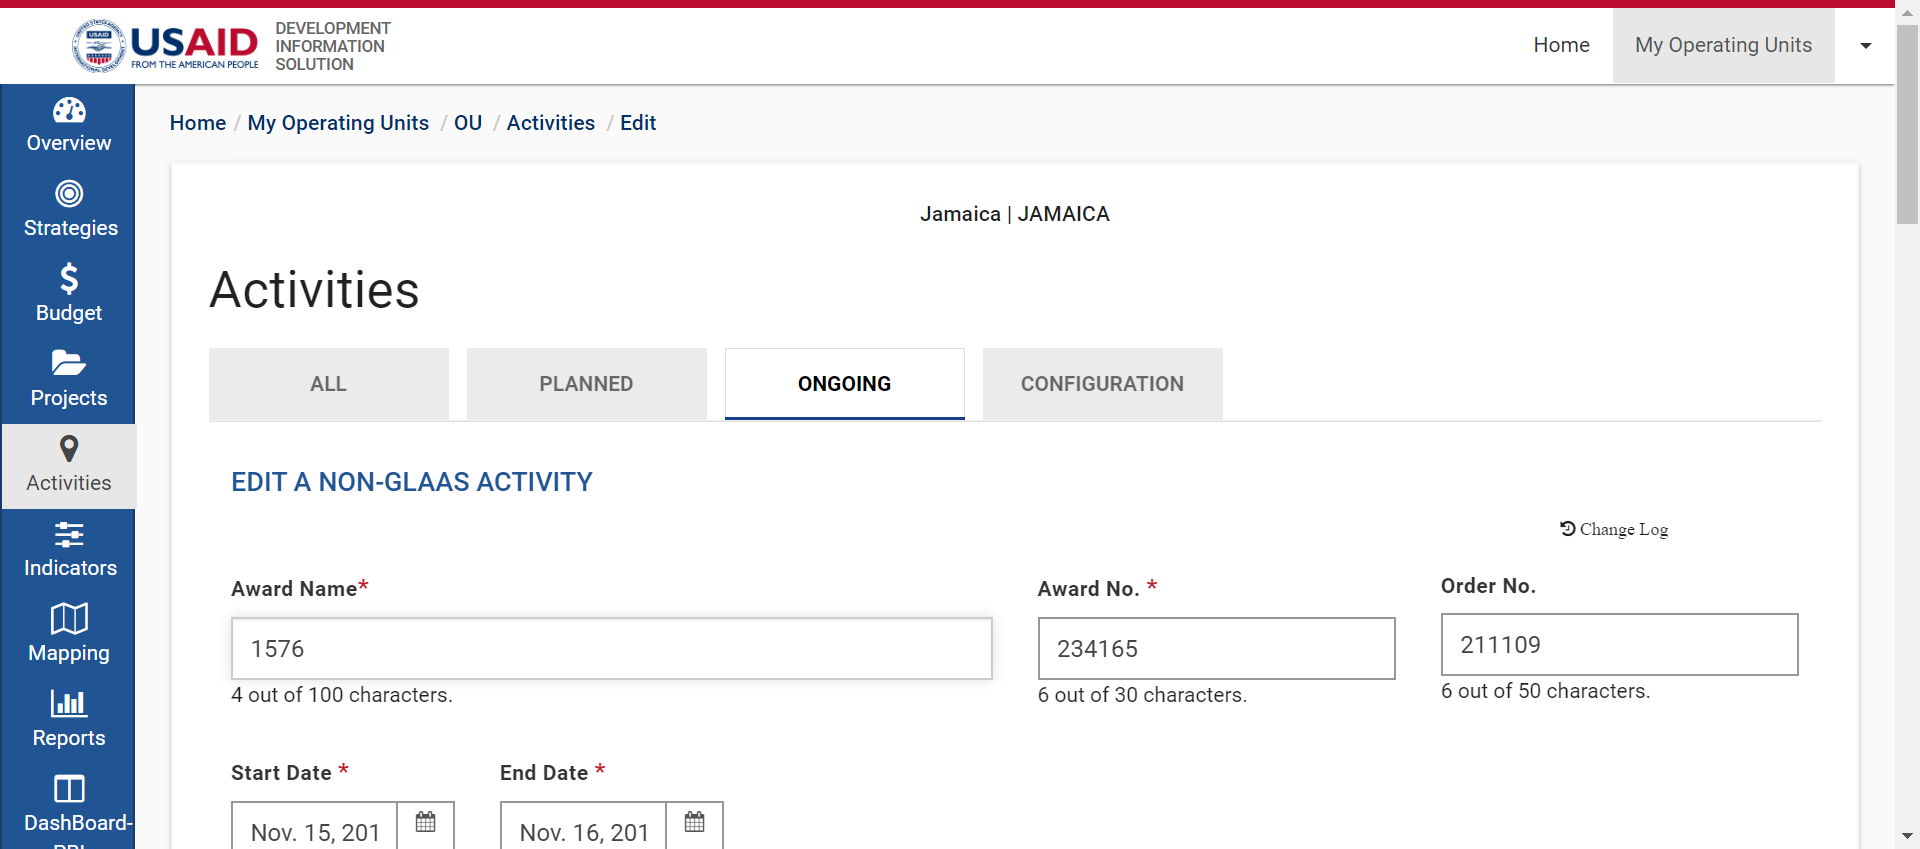 USAID
FROM THE AMERICAN PEOPLE
DEVELOPMENT
INFORMATION
SOLUTION
Home
My Operating Units
Overview
Strategies
Budget
Projects
Activities
Indicators
Mapping
Reports
DashBoard-
Home / My Operating Units / OU / Activities / Edit
Jamaica | JAMAICA
Activities
ALL
PLANNED
ONGOING
CONFIGURATION
EDIT A NON-GLAAS ACTIVITY
Change Log
Award Name*
1576
4 out of 100 characters.
Award No. *
234165
6 out of 30 characters.
Order No.
211109
6 out of 50 characters.
Start Date *
Nov. 15, 201
End Date *
Nov. 16, 201